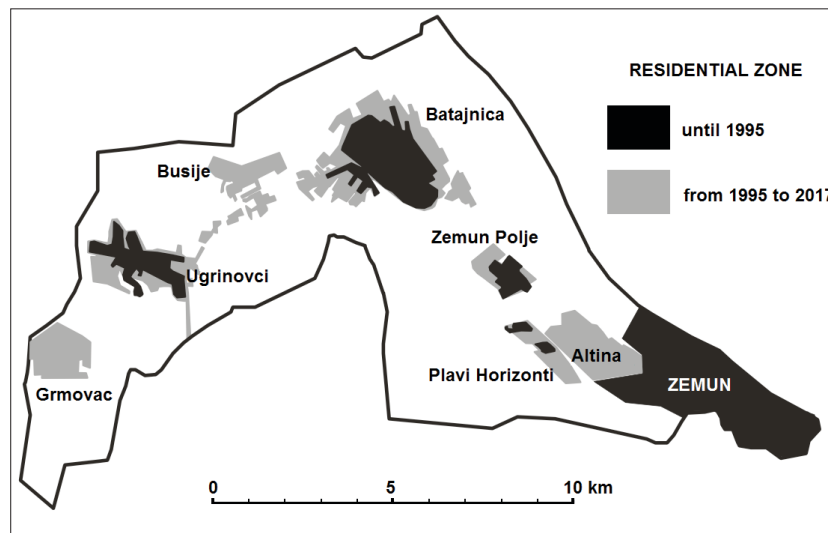 RESIDENTIAL ZONE
until 1995
from 1995 to 2017
Batajnica
Busije
Zemun Polje
Ugrinovci
Altina
Plavi Horizonti
ZEMUN
Grmovac
0 5 10 km